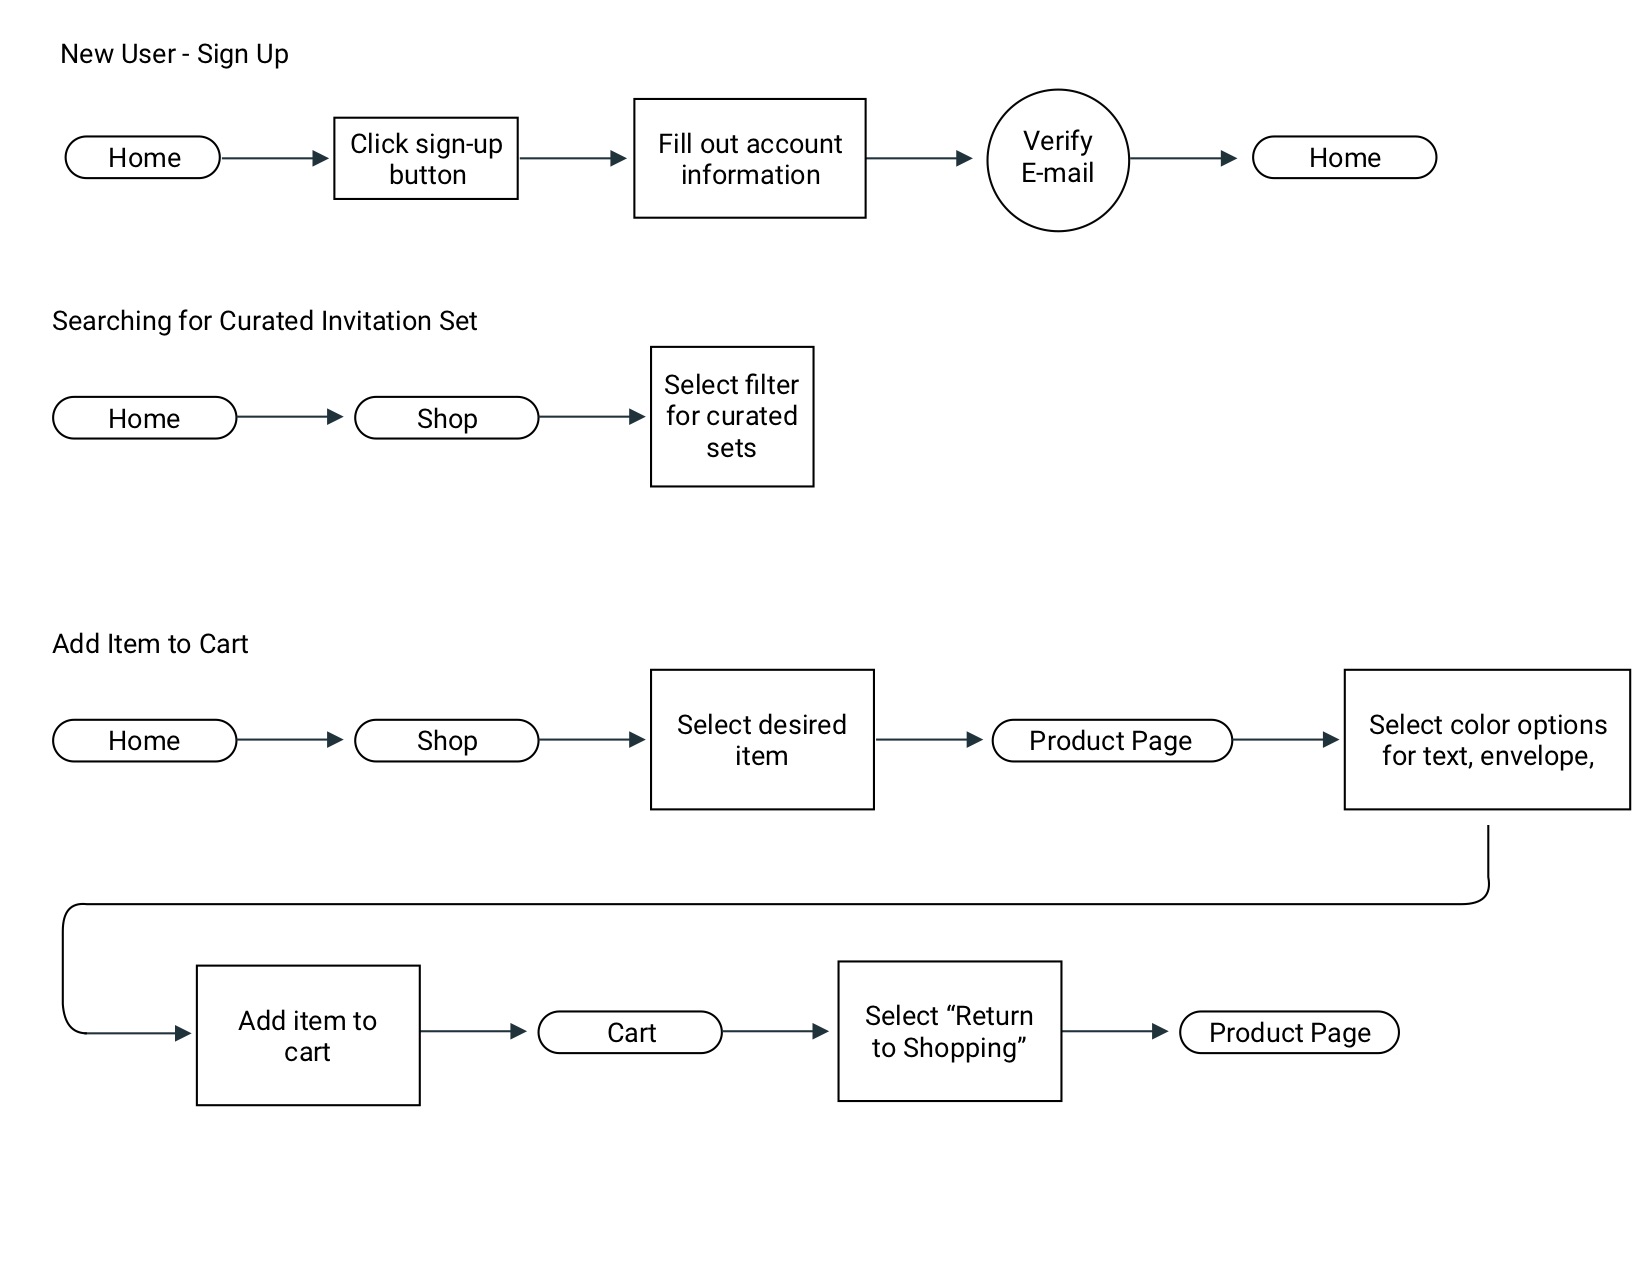 New User - Sign Up
Home
Click sign-up
button
Fill out account
information
Verify
E-mail
Home
Searching for Curated Invitation Set
Home
Shop
Select filter
for curated
sets
Add Item to Cart
Home
Shop
Select desired
item
Product Page
Select color options
for text, envelope,
Add item to
cart
Cart
Select “Return
to Shopping”
Product Page